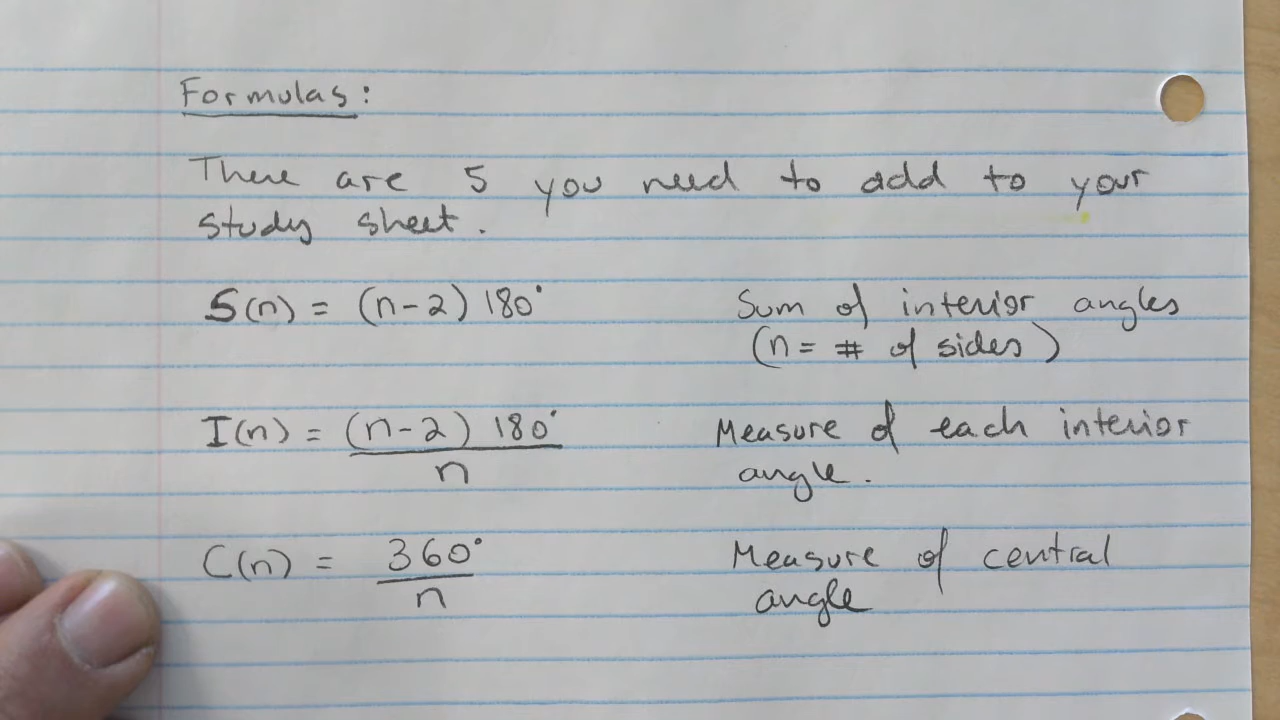 Formulas:
There are 5 you need to add to your
study sheet.
S(n) = (n-2) 180° Sum of interior angles
(n = # of sides)
I(n) = (n-2) 180° Measure of each interior
n angle.
C(n) = 360° Measure of central
n angle